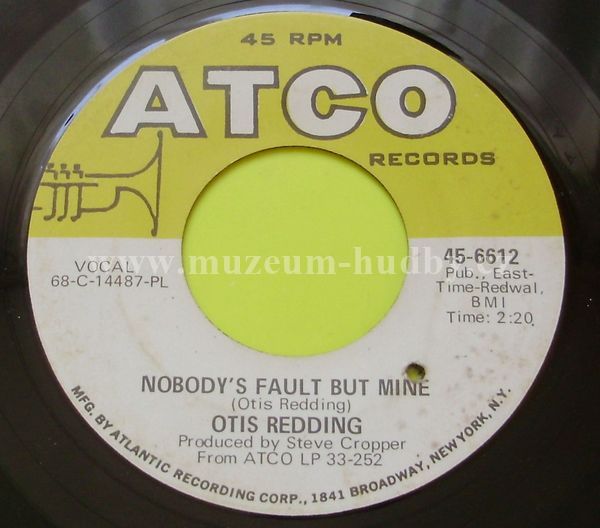 45 RPM
ATCO
RECORDS
VOCAL
68-C-14487-PL
www.muzeum-hudby.cz
45-6612
Pub., East-
Time-Redwal,
BMI
Time: 2:20
NOBODY'S FAULT BUT MINE
(Otis Redding)
OTIS REDDING
Produced by Steve Cropper
From ATCO LP 33-252
MFG. BY ATLANTIC RECORDING CORP., 1841 BROADWAY, NEW YORK, N.Y.